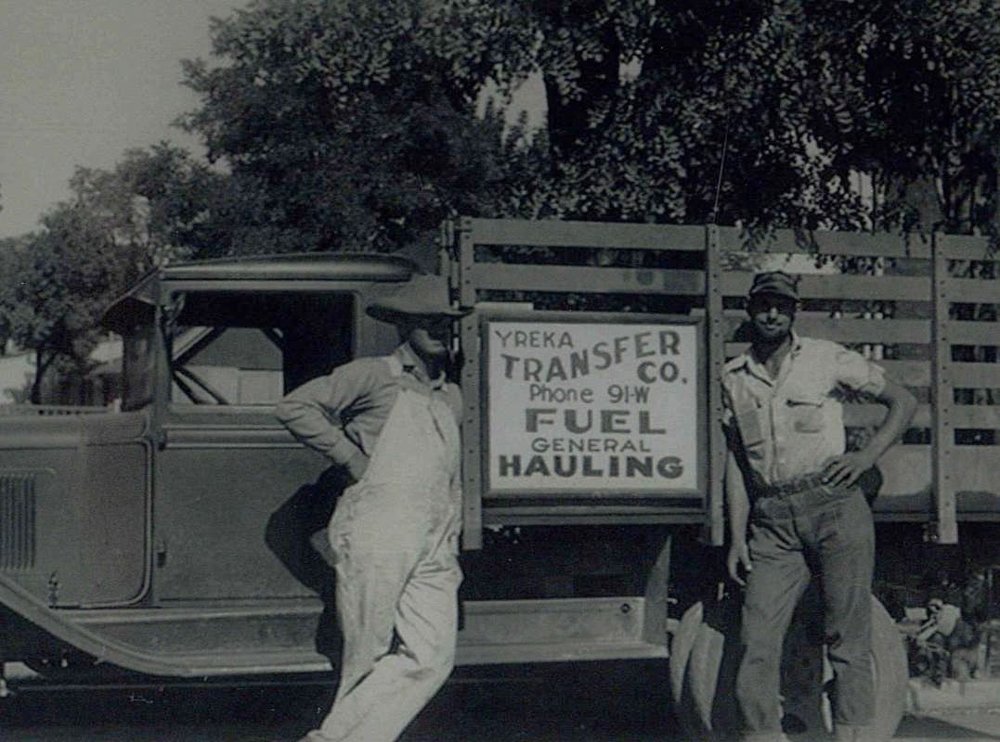 YREKA
TRANSFER
CO.
Phone 91-W
FUEL
GENERAL
HAULING